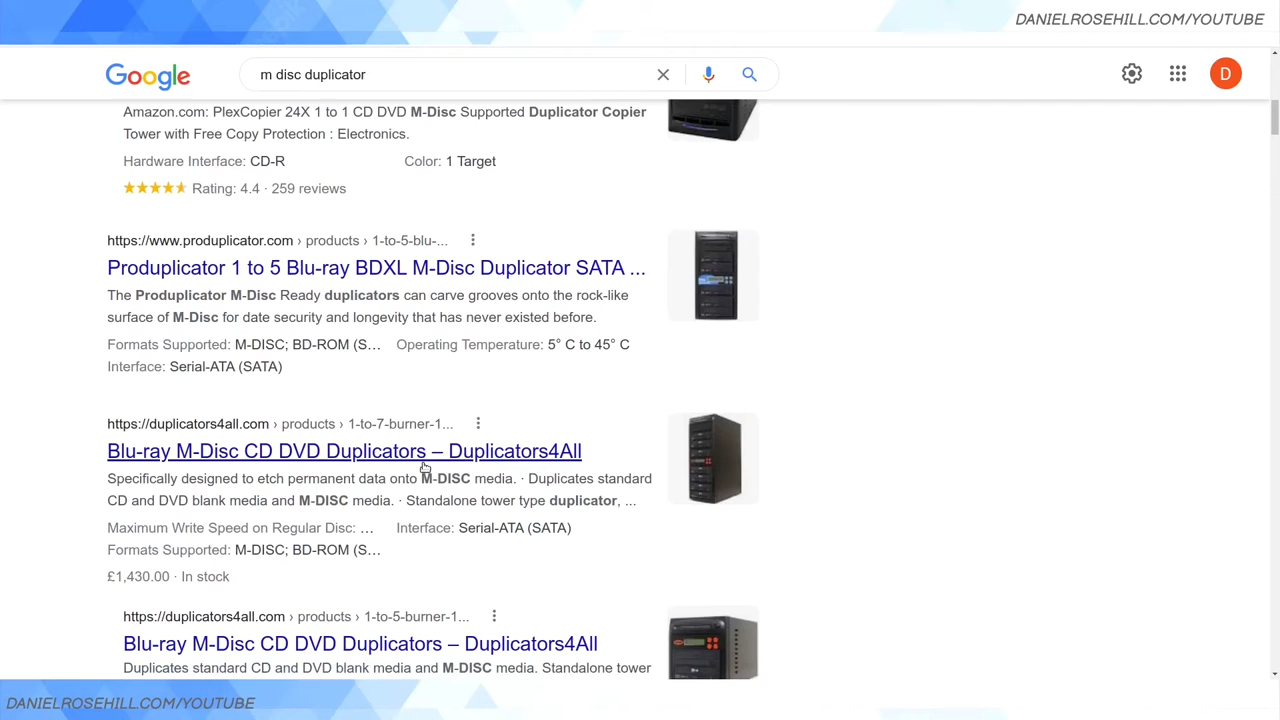 DANIELROSEHILL.COM/YOUTUBE
Google
m disc duplicator
D
Amazon.com: PlexCopier 24X 1 to 1 CD DVD M-Disc Supported Duplicator Copier
Tower with Free Copy Protection : Electronics.
Hardware Interface: CD-R Color: 1 Target
Rating: 4.4 · 259 reviews
https://www.produplicator.com › products › 1-to-5-blu-...
Produplicator 1 to 5 Blu-ray BDXL M-Disc Duplicator SATA ...
The Produplicator M-Disc Ready duplicators can carve grooves onto the rock-like
surface of M-Disc for date security and longevity that has never existed before.
Formats Supported: M-DISC; BD-ROM (S... Operating Temperature: 5° C to 45° C
Interface: Serial-ATA (SATA)
https://duplicators4all.com › products › 1-to-7-burner-1...
Blu-ray M-Disc CD DVD Duplicators – Duplicators4All
Specifically designed to etch permanent data onto M-DISC media. · Duplicates standard
CD and DVD blank media and M-DISC media. · Standalone tower type duplicator, ...
Maximum Write Speed on Regular Disc: ... Interface: Serial-ATA (SATA)
Formats Supported: M-DISC; BD-ROM (S...
£1,430.00 · In stock
https://duplicators4all.com › products › 1-to-5-burner-1...
Blu-ray M-Disc CD DVD Duplicators – Duplicators4All
Duplicates standard CD and DVD blank media and M-DISC media. Standalone tower
DANIELROSEHILL.COM/YOUTUBE